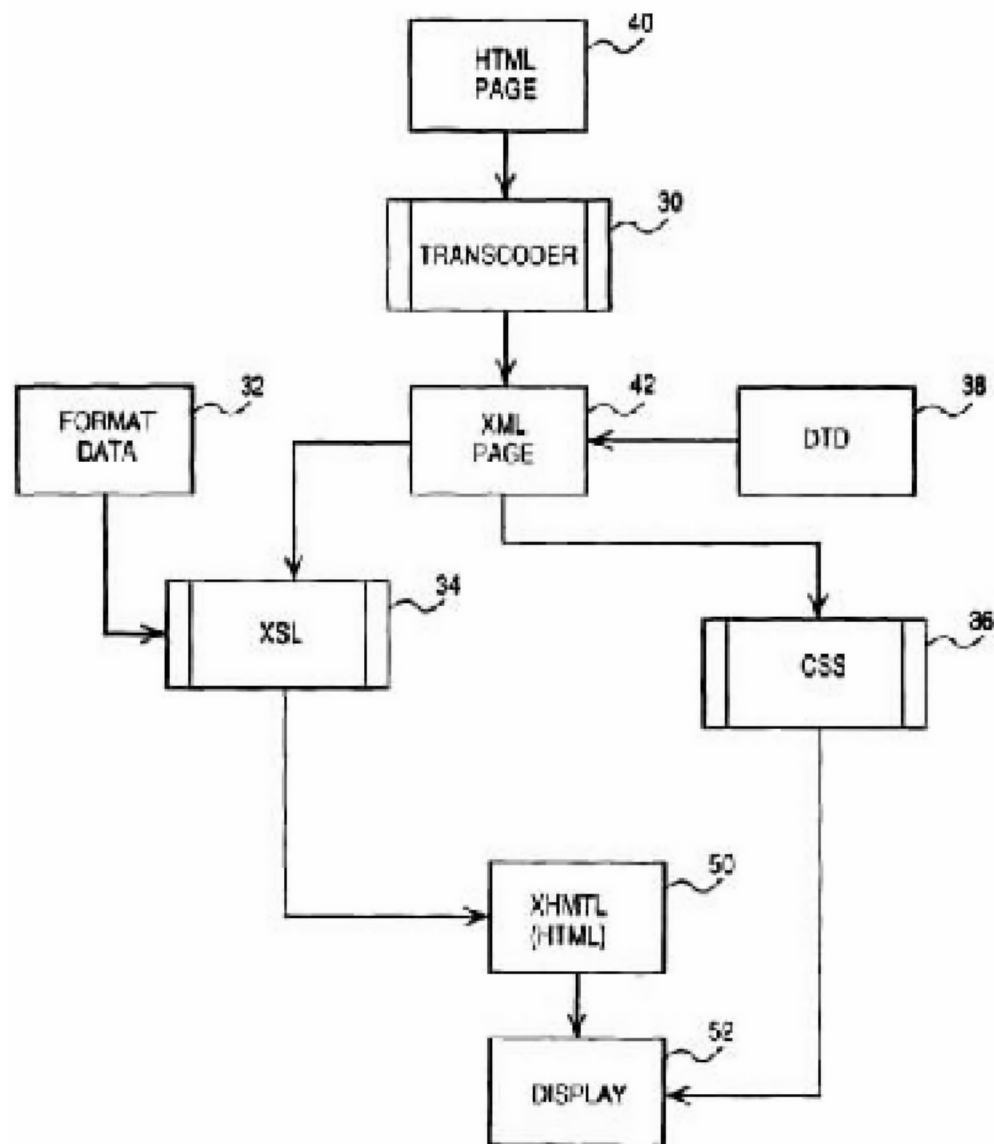 40
HTML
PAGE
30
TRANSCODER
32
FORMAT
DATA
42
XML
PAGE
38
DTD
34
XSL
36
CSS
50
XHMTL
(HTML)
52
DISPLAY